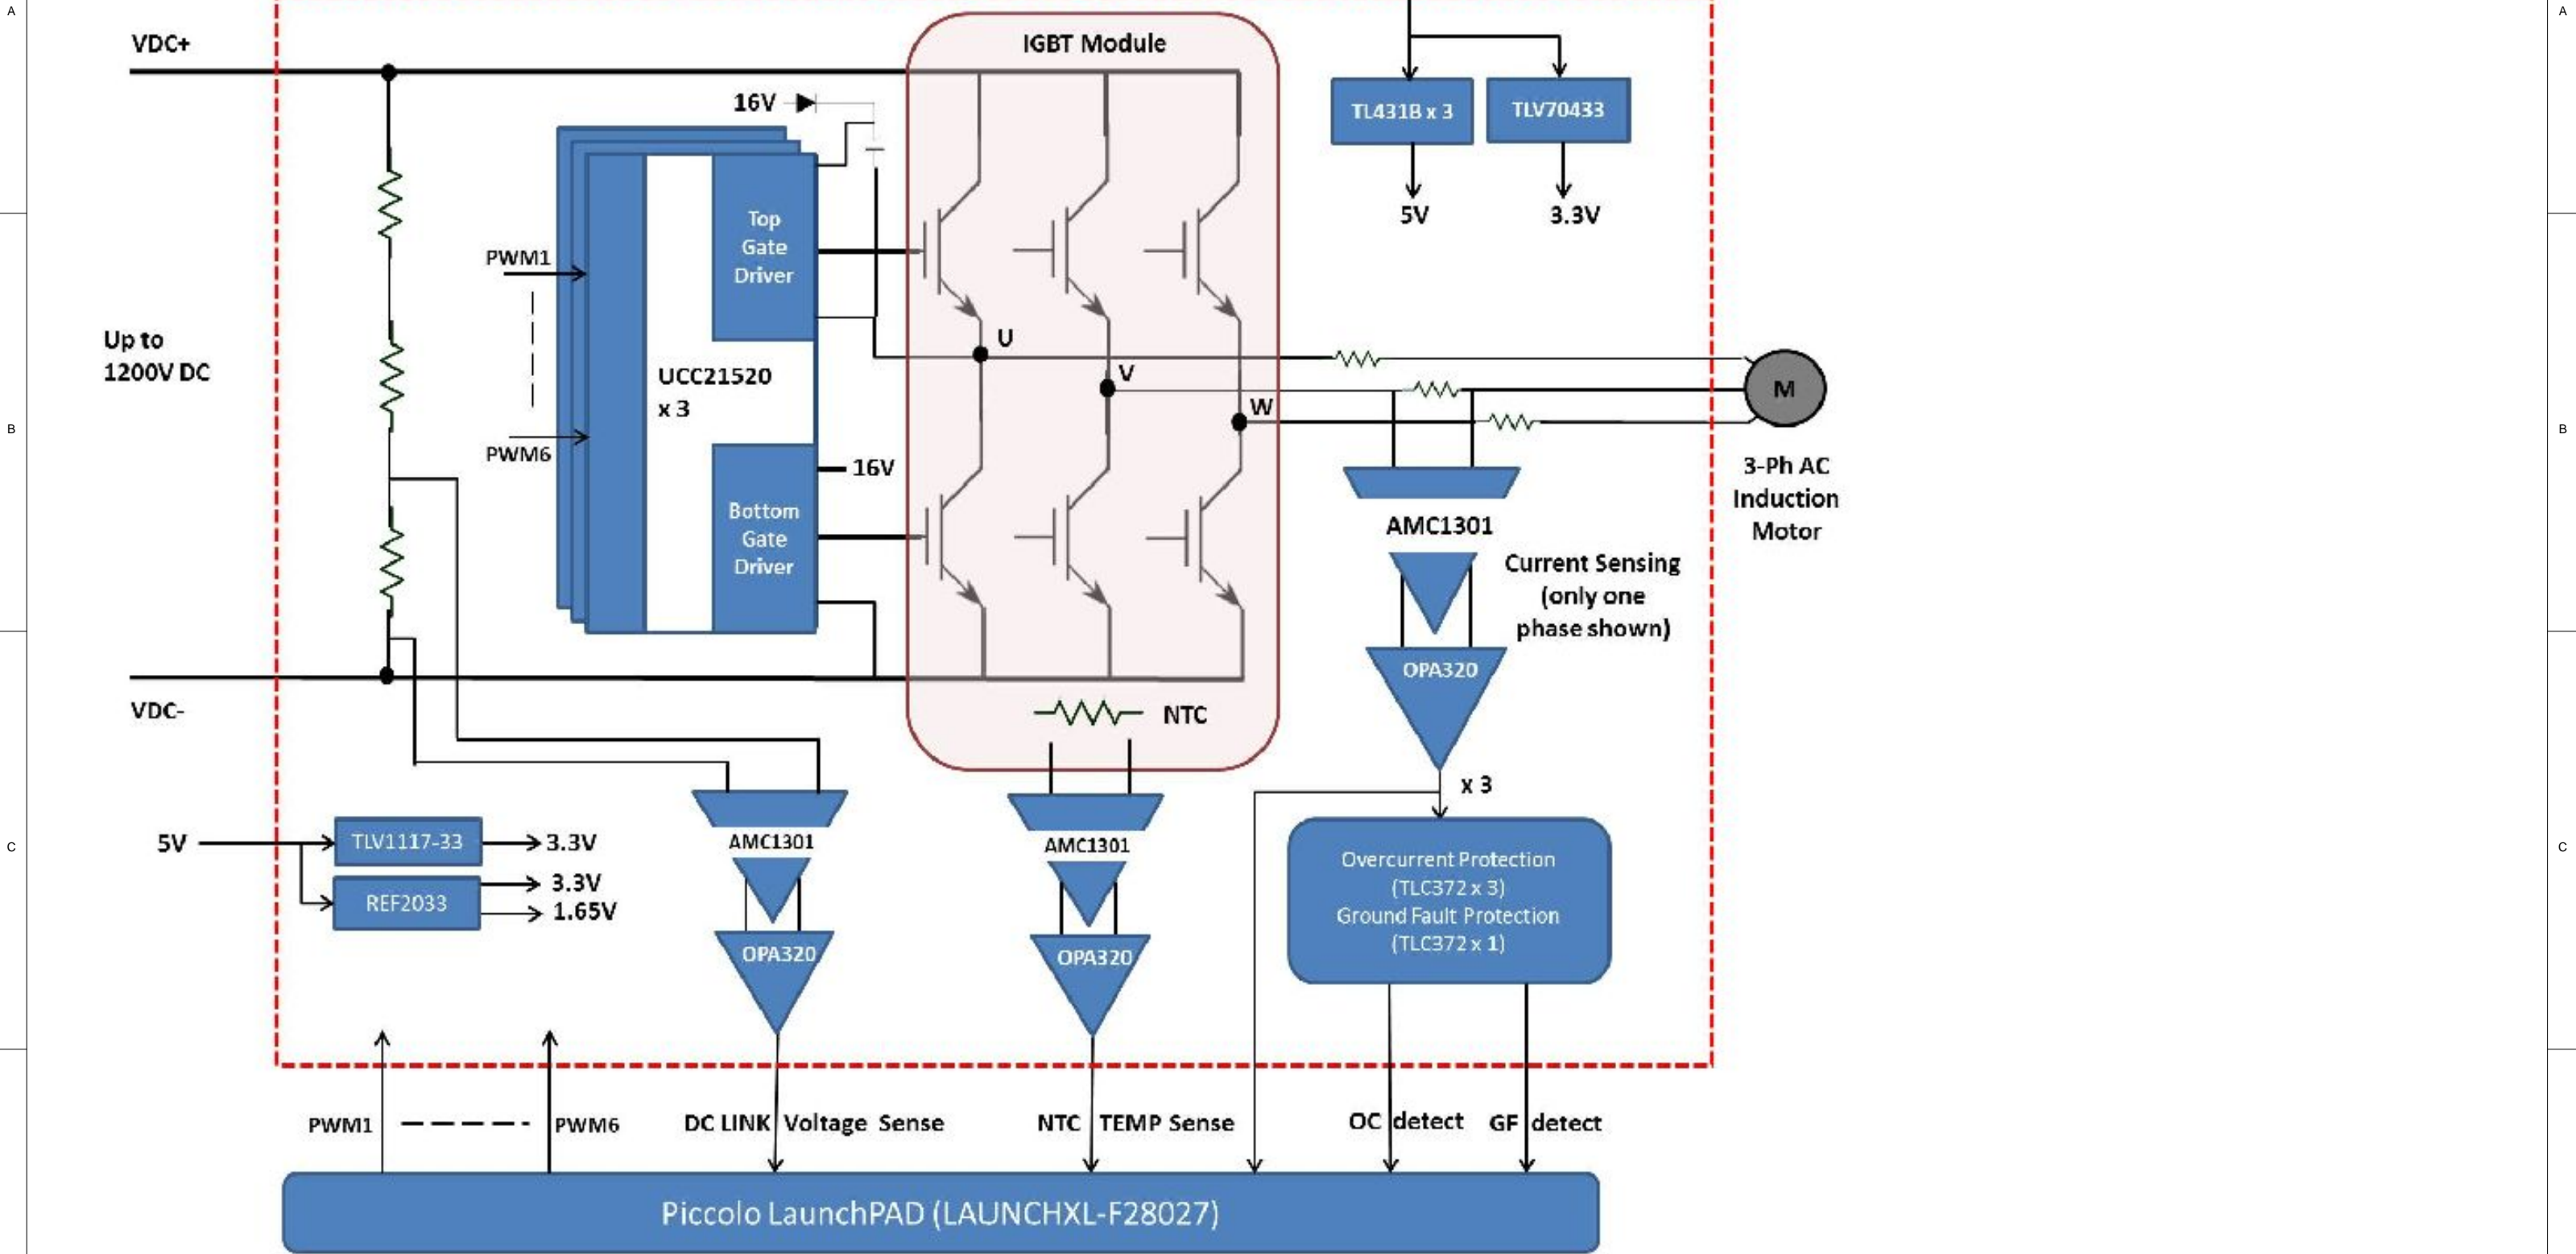 A
A
VDC+
IGBT Module
16V
TL431B x 3
TLV70433
5V
3.3V
Top
Gate
Driver
PWM1
Up to
1200V DC
UCC21520
x 3
U
V
W
M
B
B
PWM6
16V
3-Ph AC
Induction
Motor
Bottom
Gate
Driver
AMC1301
Current Sensing
(only one
phase shown)
OPA320
VDC-
NTC
x 3
5V
TLV1117-33
3.3V
REF2033
3.3V
1.65V
AMC1301
OPA320
AMC1301
OPA320
Overcurrent Protection
(TLC372 x 3)
Ground Fault Protection
(TLC372 x 1)
C
C
PWM1
PWM6
DC LINK Voltage Sense
NTC TEMP Sense
OC detect
GF detect
Piccolo LaunchPAD (LAUNCHXL-F28027)